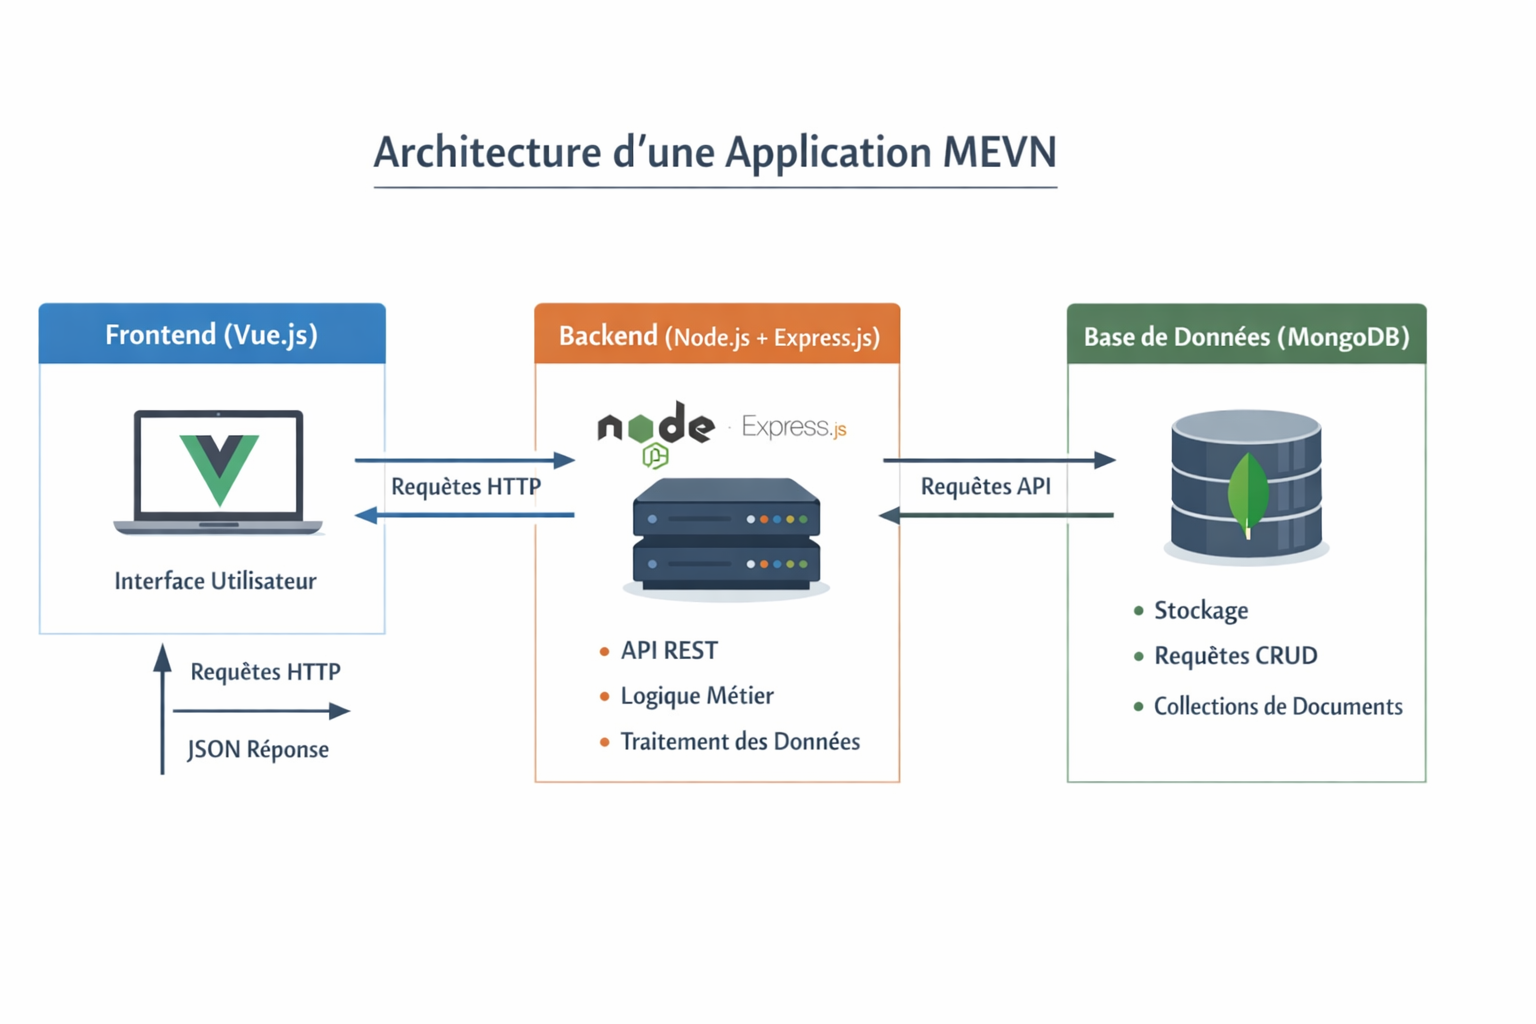 Architecture d’une Application MEVN
Frontend (Vue.js)
Interface Utilisateur
Requêtes HTTP
JSON Réponse
Requêtes HTTP
Backend (Node.js + Express.js)
node · Express.js
API REST
Logique Métier
Traitement des Données
Requêtes API
Base de Données (MongoDB)
Stockage
Requêtes CRUD
Collections de Documents